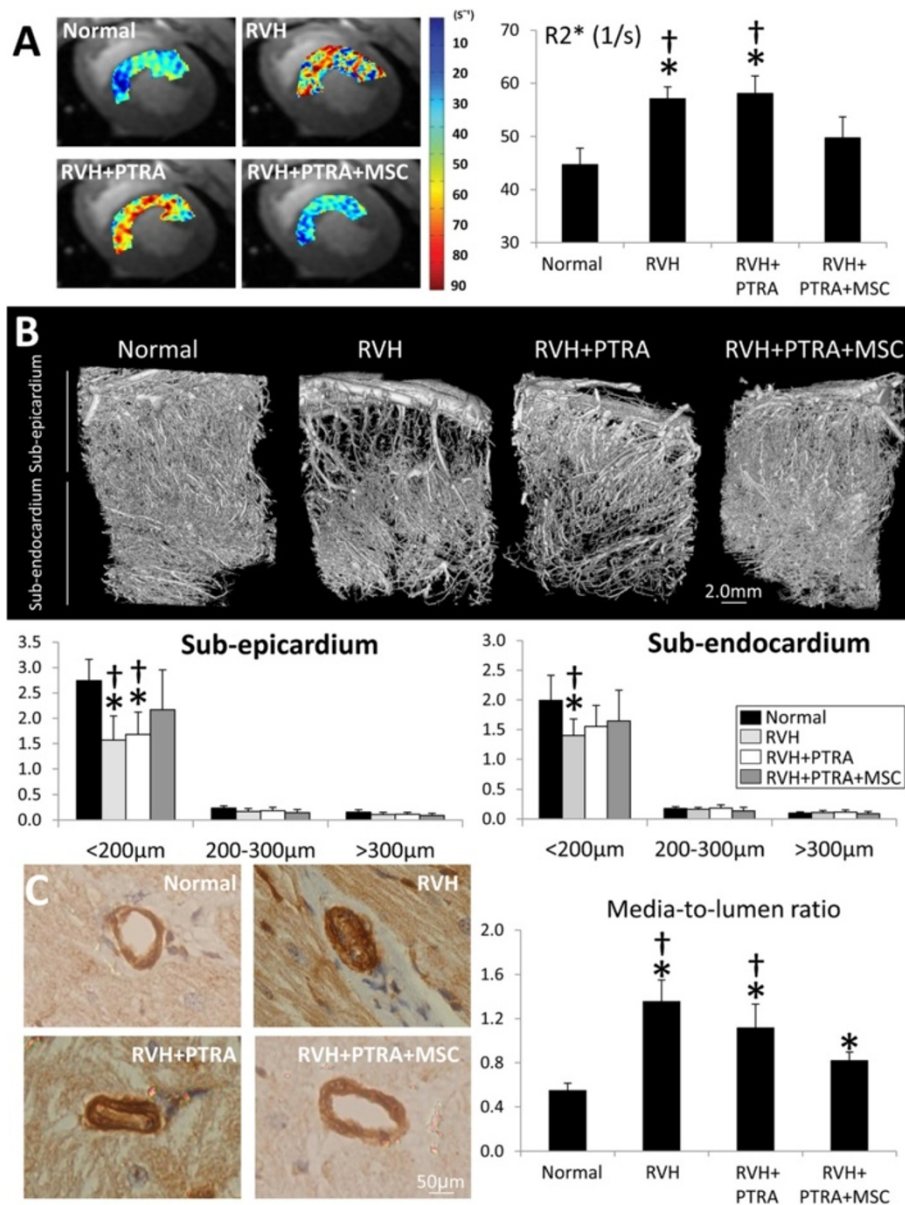 A
Normal
RVH
RVH+PTRA
RVH+PTRA+MSC
(S⁻¹)
10
20
30
40
50
60
70
80
90
R2* (1/s)
70
60
50
40
30
†
*
†
*
Normal
RVH
RVH+
PTRA
RVH+
PTRA+MSC
B
Normal
RVH
RVH+PTRA
RVH+PTRA+MSC
Sub-epicardium
Sub-endocardium
2.0mm
Sub-epicardium
3.5
3.0
2.5
2.0
1.5
1.0
0.5
0.0
†
*
†
*
<200µm
200-300µm
>300µm
Sub-endocardium
3.0
2.5
2.0
1.5
1.0
0.5
0.0
†
*
Normal
RVH
RVH+PTRA
RVH+PTRA+MSC
<200µm
200-300µm
>300µm
C
Normal
RVH
RVH+PTRA
RVH+PTRA+MSC
50µm
Media-to-lumen ratio
2.0
1.6
1.2
0.8
0.4
0.0
†
*
†
*
*
Normal
RVH
RVH+
PTRA
RVH+
PTRA+MSC